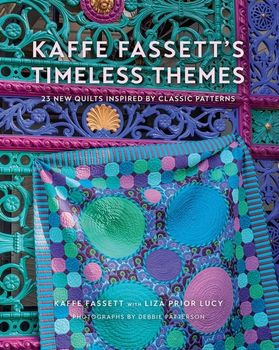 KAFFE FASSETT'S
TIMELESS THEMES
23 NEW QUILTS INSPIRED BY CLASSIC PATTERNS
KAFFE FASSETT WITH LIZA PRIOR LUCY
PHOTOGRAPHS BY DEBBIE PATTERSON